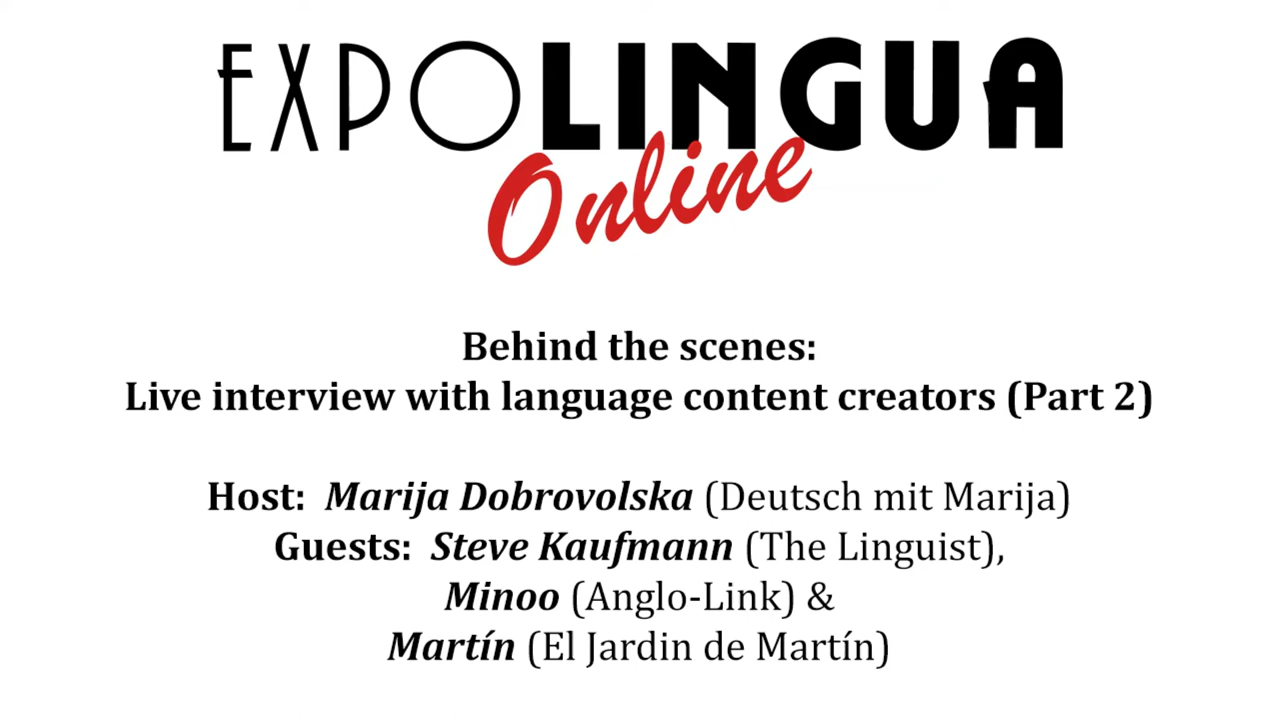 EXPOLINGUA
Online
Behind the scenes:
Live interview with language content creators (Part 2)
Host: Marija Dobrovolska (Deutsch mit Marija)
Guests: Steve Kaufmann (The Linguist),
Minoo (Anglo-Link) &
Martín (El Jardin de Martín)